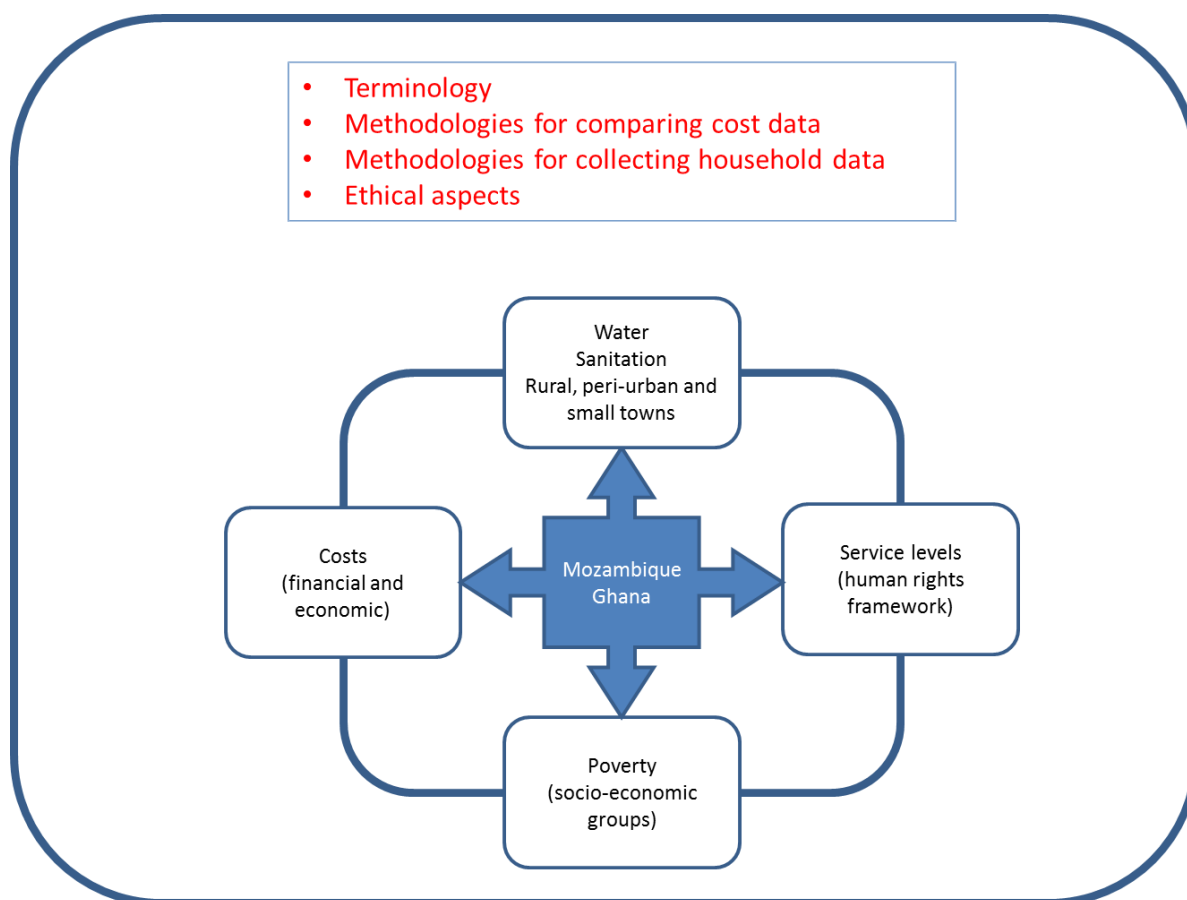 • Terminology
• Methodologies for comparing cost data
• Methodologies for collecting household data
• Ethical aspects
Water
Sanitation
Rural, peri-urban and
small towns
Costs
(financial and
economic)
Mozambique
Ghana
Service levels
(human rights
framework)
Poverty
(socio-economic
groups)